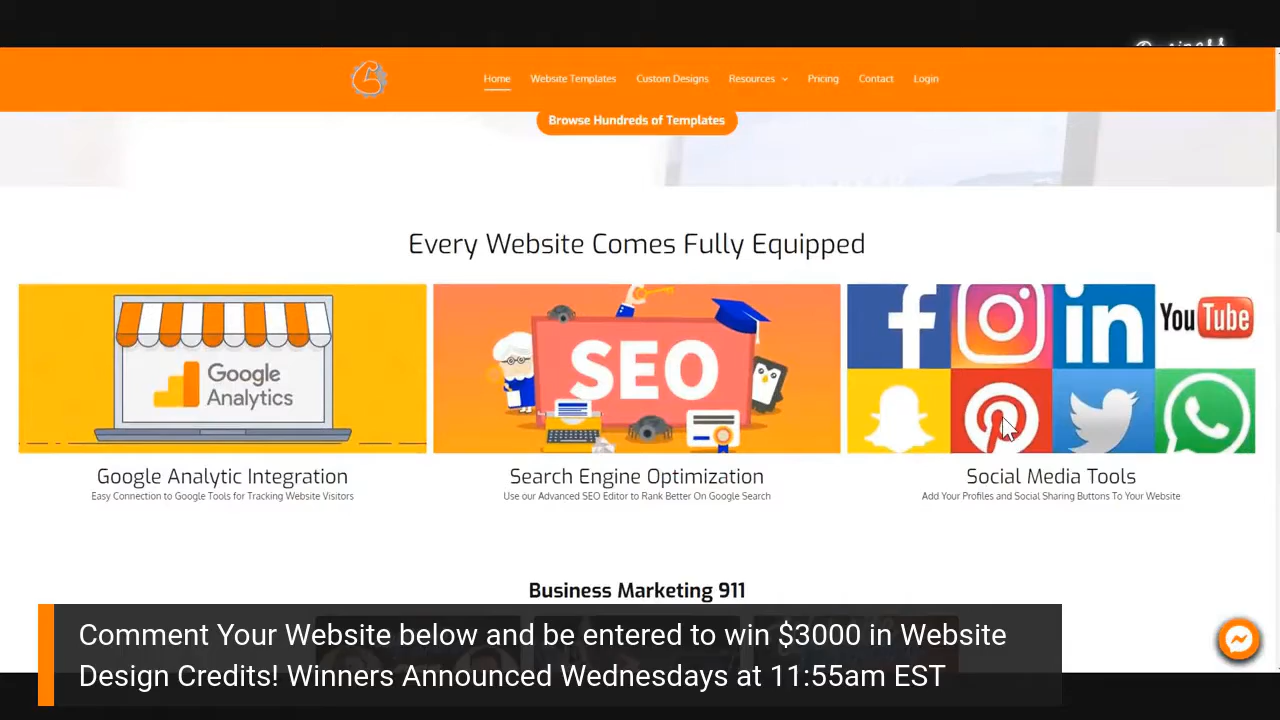 Business
Home Website Templates Custom Designs Resources Pricing Contact Login
Browse Hundreds of Templates
Every Website Comes Fully Equipped
Google Analytics
SEO
f in You Tube
Google Analytic Integration
Search Engine Optimization
Social Media Tools
Easy Connection to Google Tools for Tracking Website Visitors
Use our Advanced SEO Editor to Rank Better On Google Search
Add Your Profiles and Social Sharing Buttons To Your Website
Business Marketing 911
Comment Your Website below and be entered to win $3000 in Website
Design Credits! Winners Announced Wednesdays at 11:55am EST